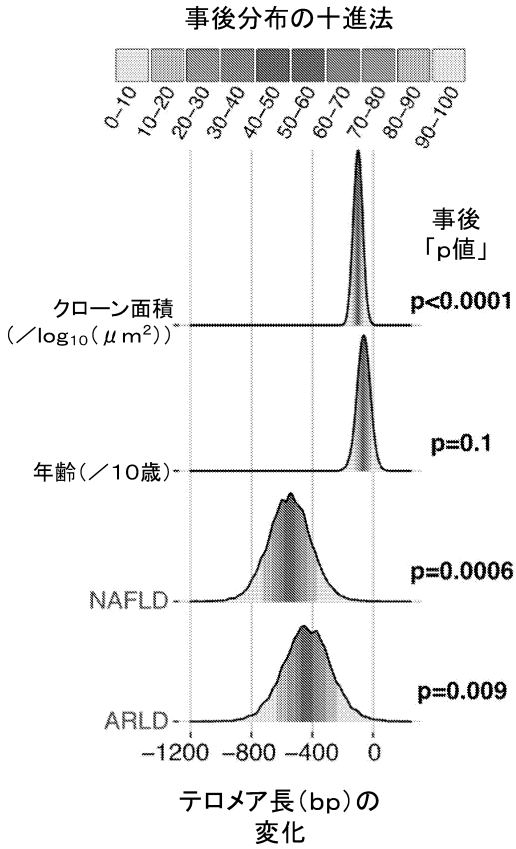 事後分布の十進法
0–10 10–20 20–30 30–40 40–50 50–60 60–70 70–80 80–90 90–100
事後
「p値」
クローン面積
(／log₁₀(μm²))
p<0.0001
年齢(／10歳)
p=0.1
NAFLD
p=0.0006
ARLD
p=0.009
−1200 −800 −400 0
テロメア長(bp)の
変化